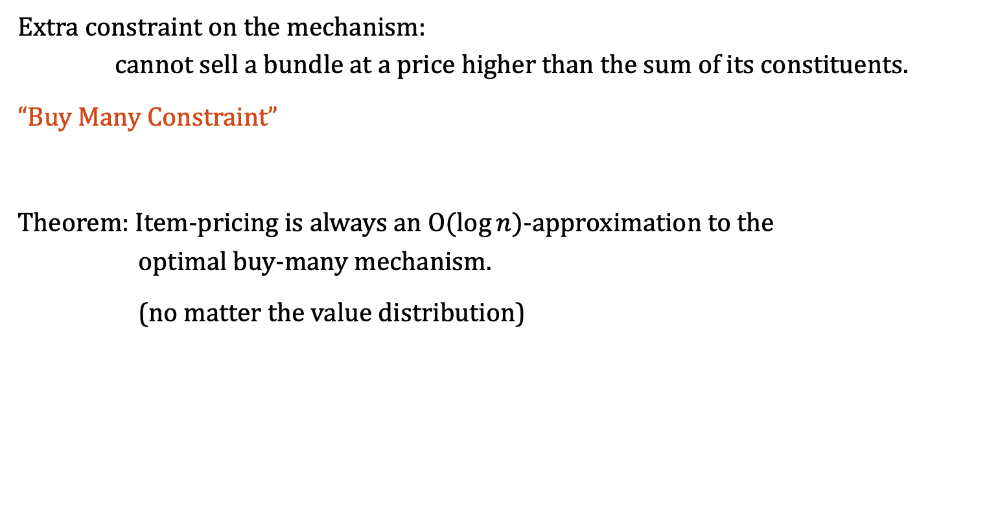 Extra constraint on the mechanism:
cannot sell a bundle at a price higher than the sum of its constituents.
“Buy Many Constraint”
Theorem: Item-pricing is always an O(log n)-approximation to the
optimal buy-many mechanism.
(no matter the value distribution)